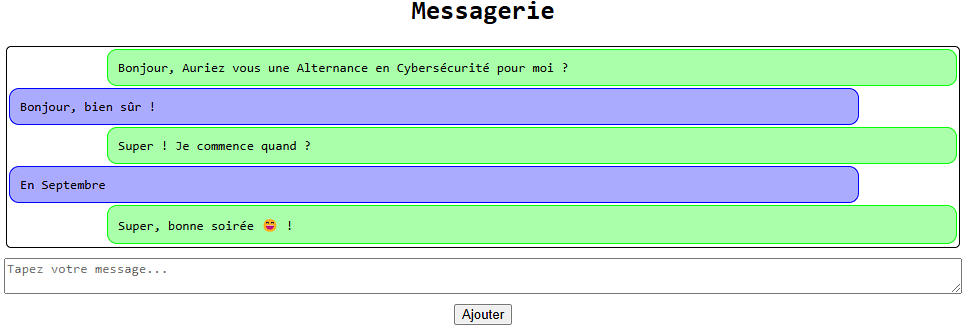 Messagerie
Bonjour, Auriez vous une Alternance en Cybersécurité pour moi ?
Bonjour, bien sûr !
Super ! Je commence quand ?
En Septembre
Super, bonne soirée 😄 !
Tapez votre message...
Ajouter